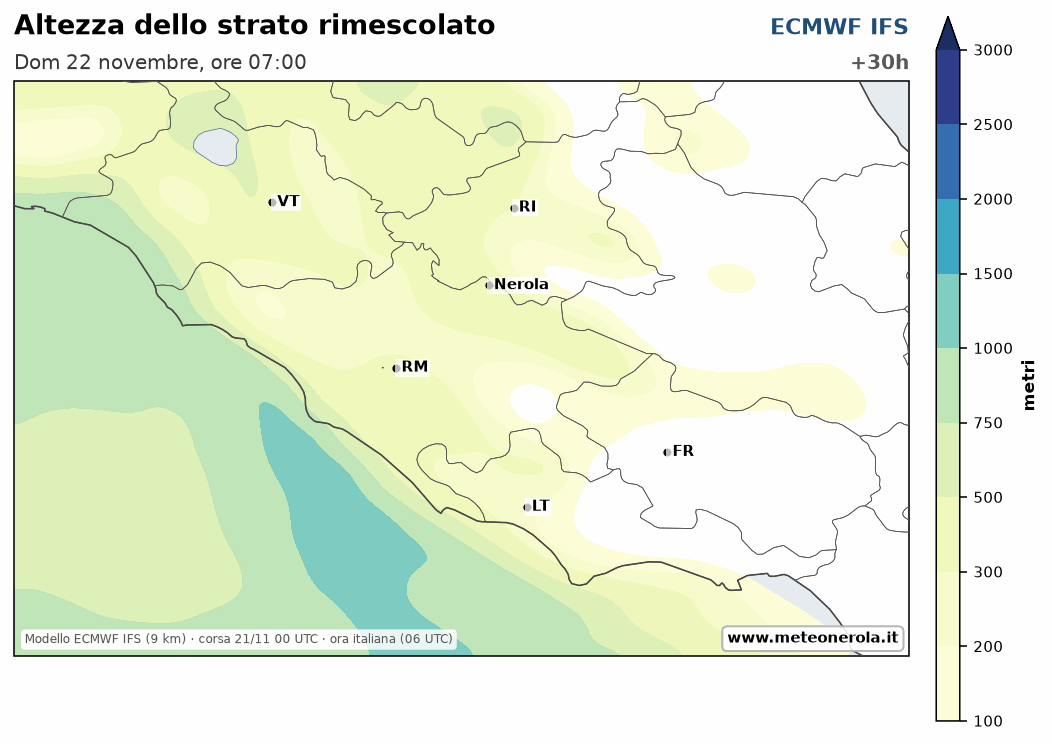 Altezza dello strato rimescolato
ECMWF IFS
Dom 22 novembre, ore 07:00
+30h
VT
RI
Nerola
RM
FR
LT
3000
2500
2000
1500
1000
750
500
300
200
100
metri
Modello ECMWF IFS (9 km) · corsa 21/11 00 UTC · ora italiana (06 UTC)
www.meteonerola.it